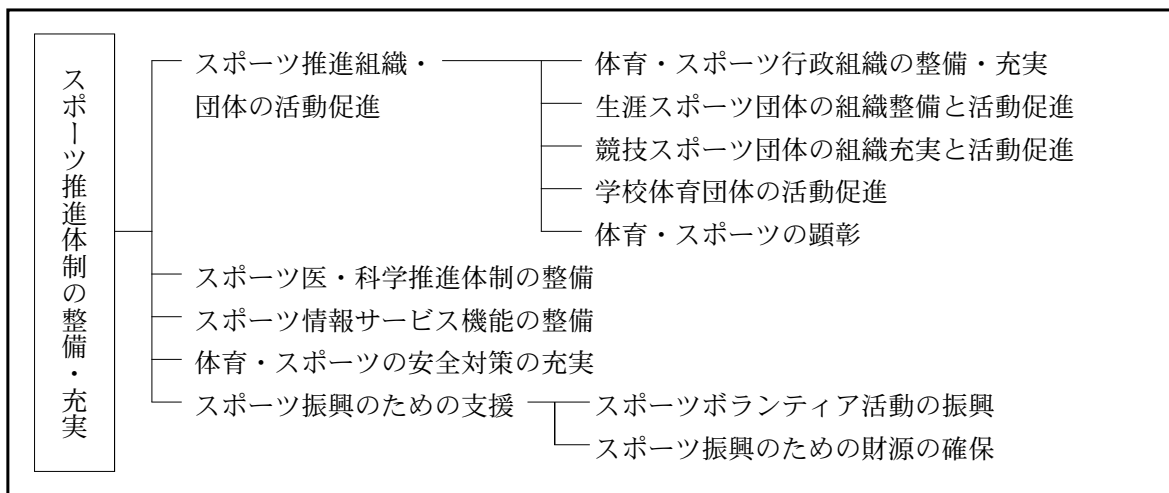 スポーツ推進体制の整備・充実
スポーツ推進組織・
団体の活動促進
体育・スポーツ行政組織の整備・充実
生涯スポーツ団体の組織整備と活動促進
競技スポーツ団体の組織充実と活動促進
学校体育団体の活動促進
体育・スポーツの顕彰
スポーツ医・科学推進体制の整備
スポーツ情報サービス機能の整備
体育・スポーツの安全対策の充実
スポーツ振興のための支援
スポーツボランティア活動の振興
スポーツ振興のための財源の確保